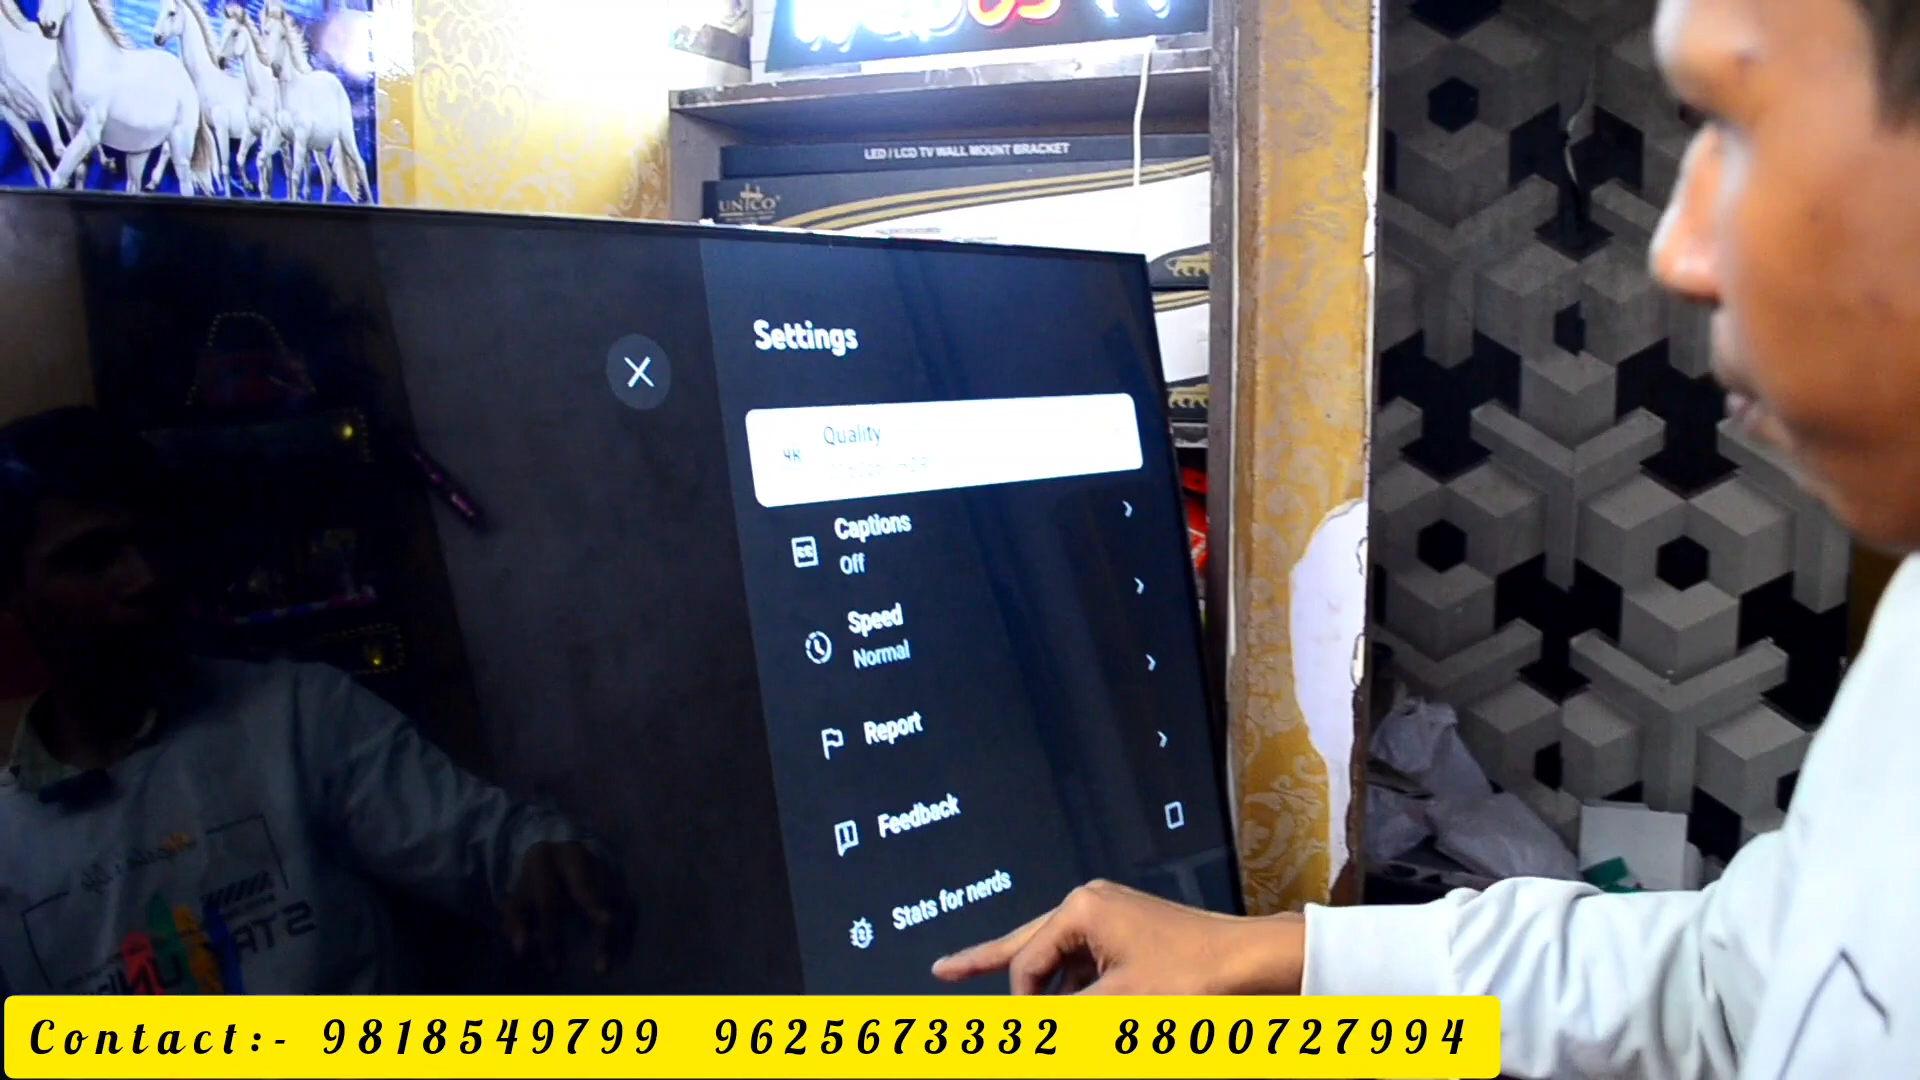 LED / LCD TV WALL MOUNT BRACKET
UNICO
Settings
4K
Quality
Captions
Off
Speed
Normal
Report
Feedback
Stats for nerds
Contact:- 9818549799 9625673332 8800727994